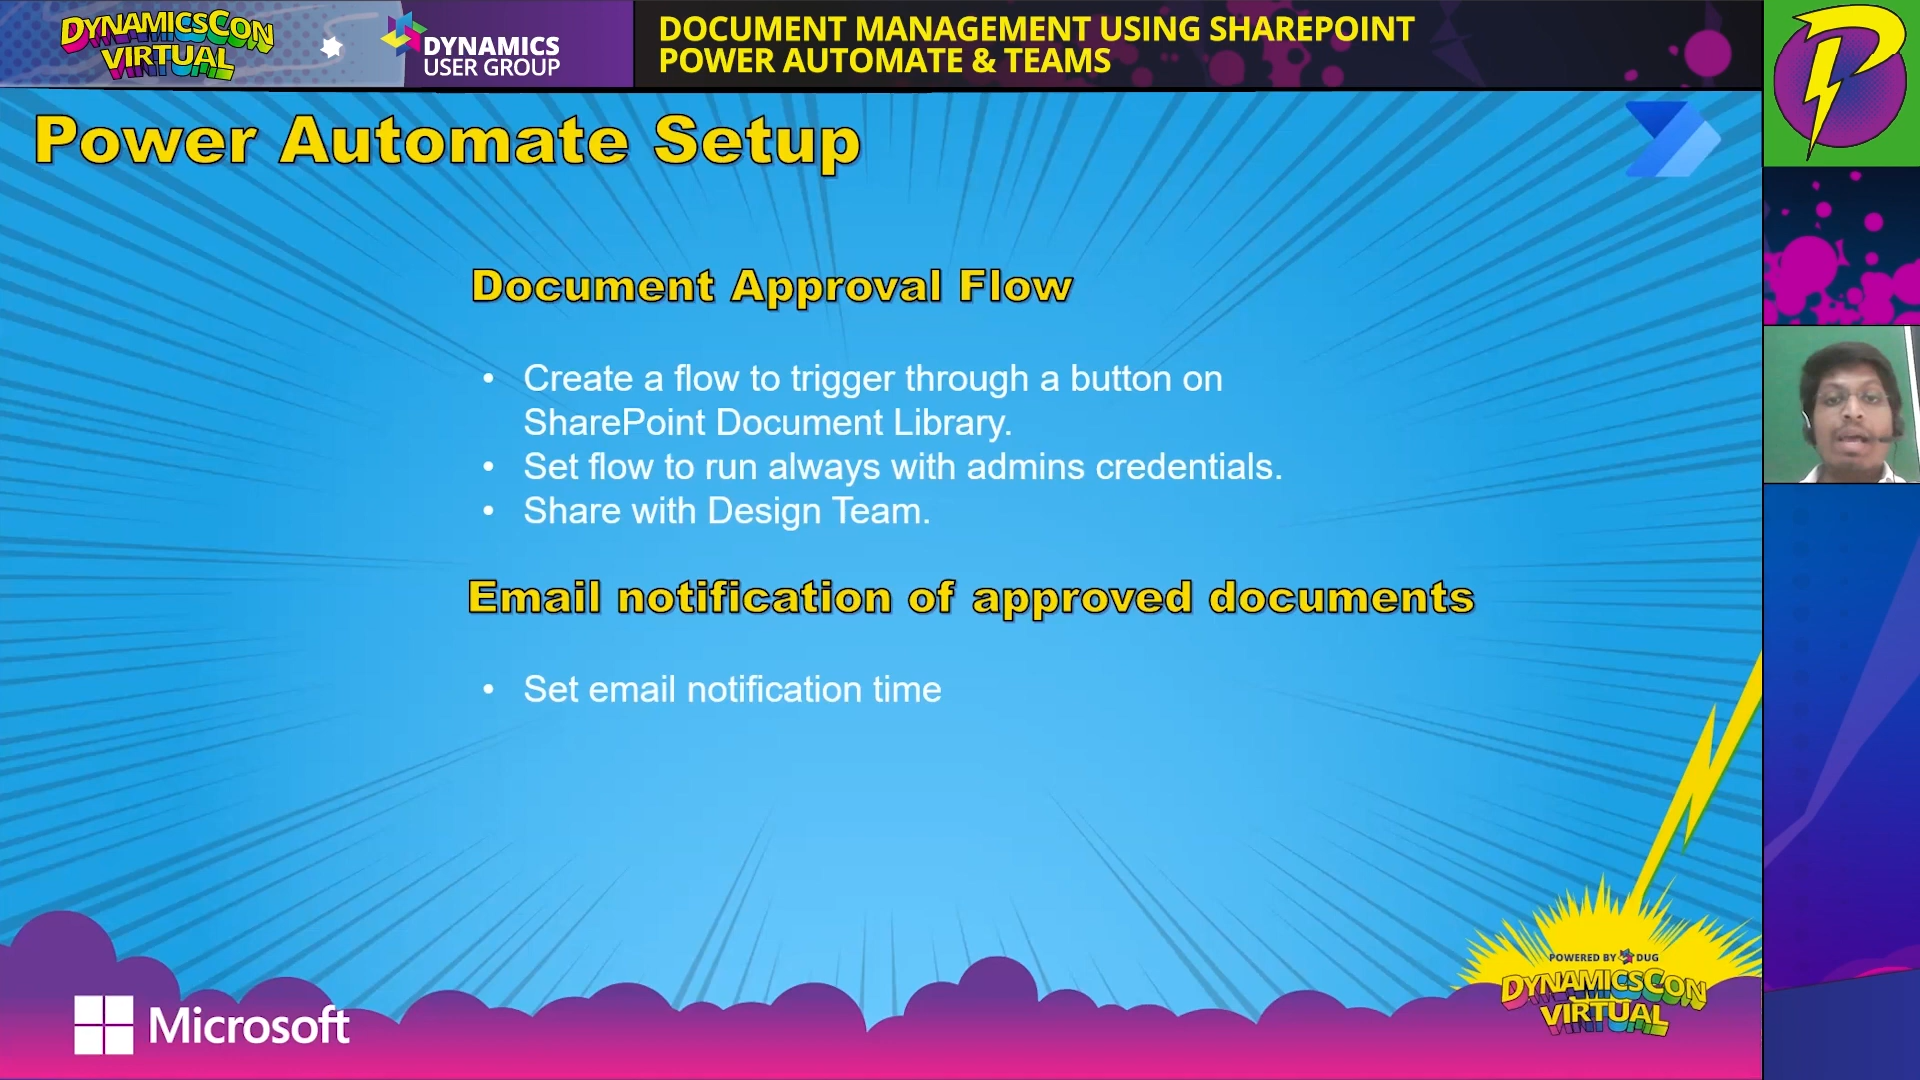 DYNAMICSCON
VIRTUAL
DYNAMICS
USER GROUP
DOCUMENT MANAGEMENT USING SHAREPOINT
POWER AUTOMATE & TEAMS
Power Automate Setup
Document Approval Flow
• Create a flow to trigger through a button on
SharePoint Document Library.
• Set flow to run always with admins credentials.
• Share with Design Team.
Email notification of approved documents
• Set email notification time
POWERED BY DUG
DYNAMICSCON
VIRTUAL
Microsoft